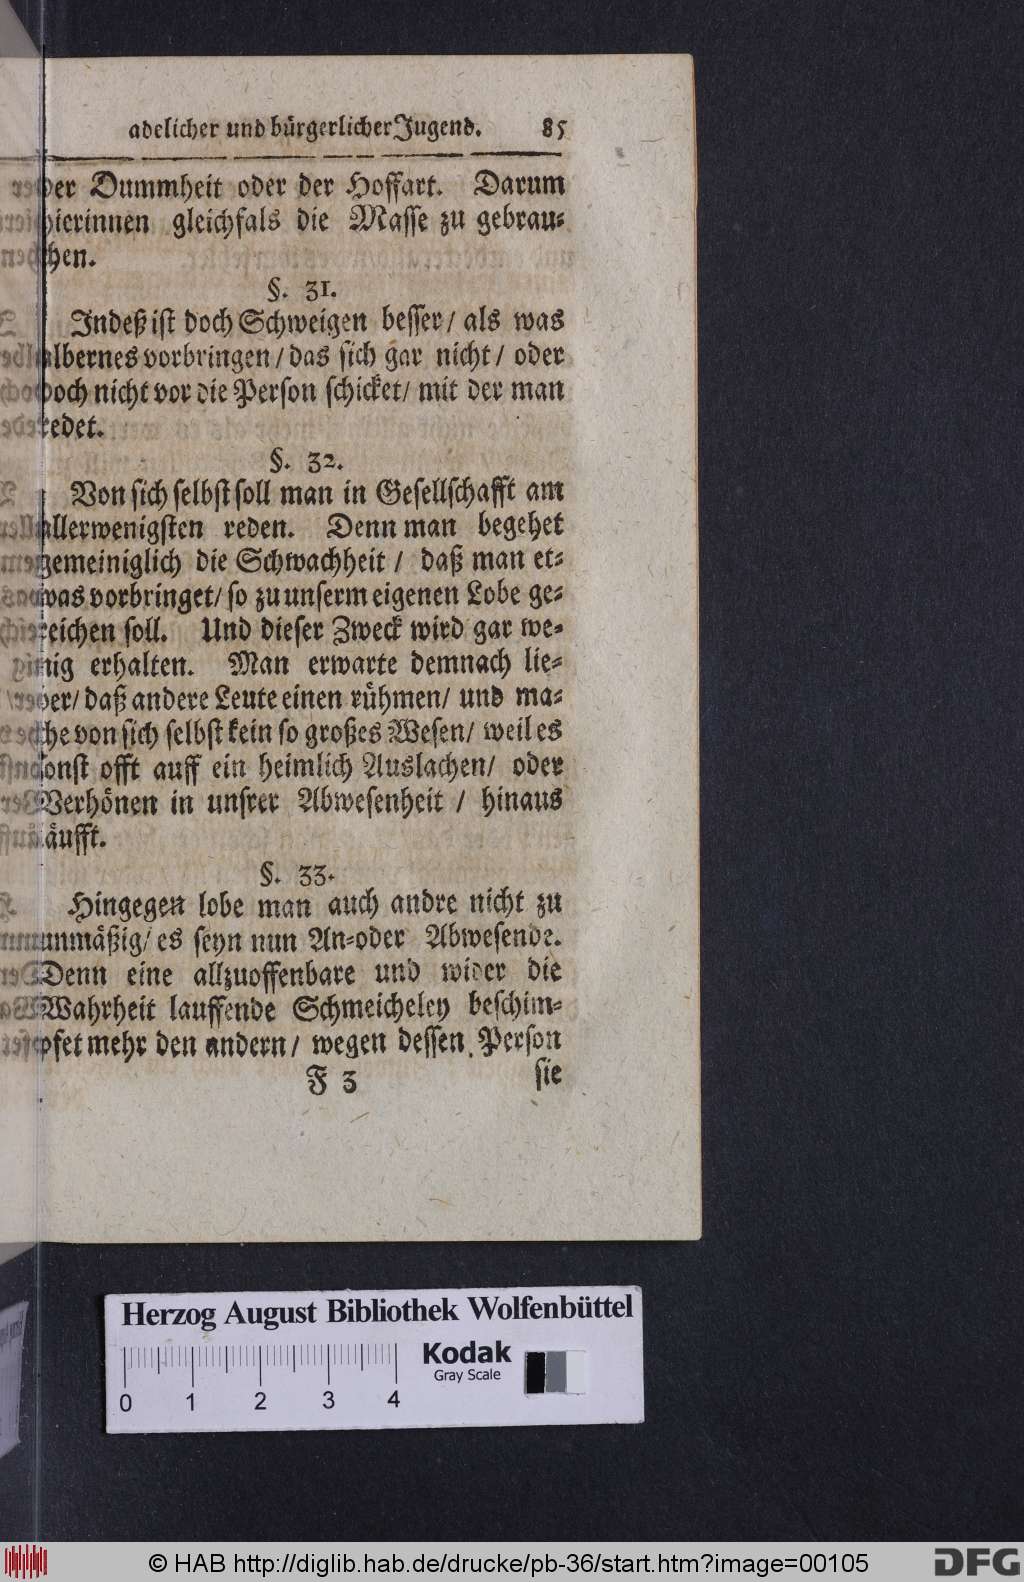 adelicher und bürgerlicher Jugend. 85
der Dummheit oder der Hoffart. Darum
hierinnen gleichfals die Masse zu gebrau-
chen.
§. 31.
Indeß ist doch Schweigen besser / als was
albernes vorbringen / das sich gar nicht / oder
doch nicht vor die Person schicket / mit der man
redet.
§. 32.
Von sich selbst soll man in Gesellschafft am
allerwenigsten reden. Denn man begehet
gemeiniglich die Schwachheit / daß man et-
was vorbringet / so zu unserm eigenen Lobe ge-
reichen soll. Und dieser Zweck wird gar we-
nig erhalten. Man erwarte demnach lie-
ber / daß andere Leute einen rühmen / und ma-
che von sich selbst kein so großes Wesen / weil es
sonst offt auff ein heimlich Auslachen / oder
Verhönen in unsrer Abwesenheit / hinaus
läufft.
§. 33.
Hingegen lobe man auch andre nicht zu
unmäßig / es seyn nun An- oder Abwesende.
Denn eine allzuoffenbare und wider die
Wahrheit lauffende Schmeicheley beschim-
pfet mehr den andern / wegen dessen Person
F 3 sie
Herzog August Bibliothek Wolfenbüttel
Kodak
Gray Scale
0 1 2 3 4
© HAB http://diglib.hab.de/drucke/pb-36/start.htm?image=00105
DFG